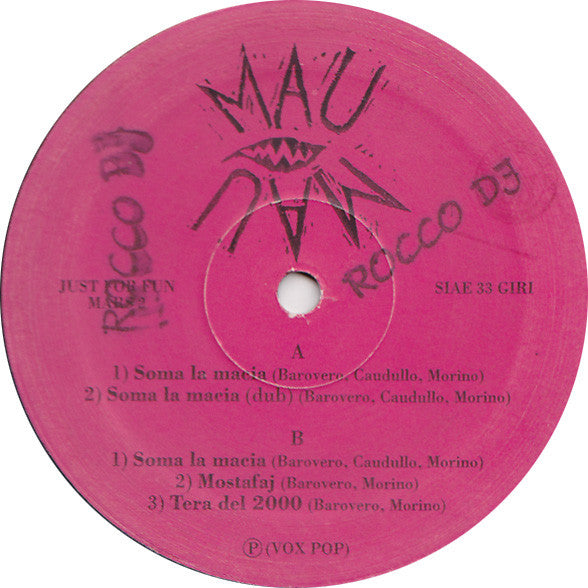 MAU
MAU
ROCCO DJ
ROCCO DJ
JUST FOR FUN
MARS 2
SIAE 33 GIRI
A
1) Soma la macia (Barovero, Caudullo, Morino)
2) Soma la macia (dub) (Barovero, Caudullo, Morino)
B
1) Soma la macia (Barovero, Caudullo, Morino)
2) Mostafaj (Barovero, Morino)
3) Tera del 2000 (Barovero, Morino)
Ⓟ (VOX POP)